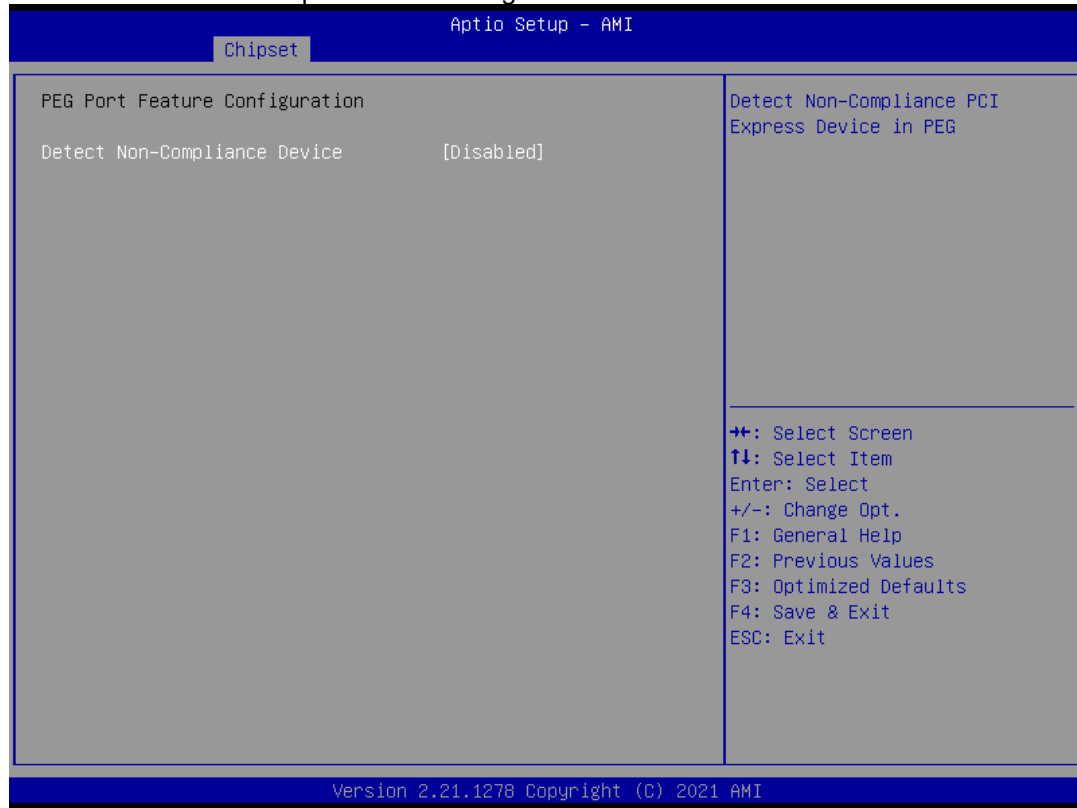 Aptio Setup – AMI
Chipset
PEG Port Feature Configuration
Detect Non-Compliance Device [Disabled]
Detect Non-Compliance PCI
Express Device in PEG
→←: Select Screen
↑↓: Select Item
Enter: Select
+/-: Change Opt.
F1: General Help
F2: Previous Values
F3: Optimized Defaults
F4: Save & Exit
ESC: Exit
Version 2.21.1278 Copyright (C) 2021 AMI